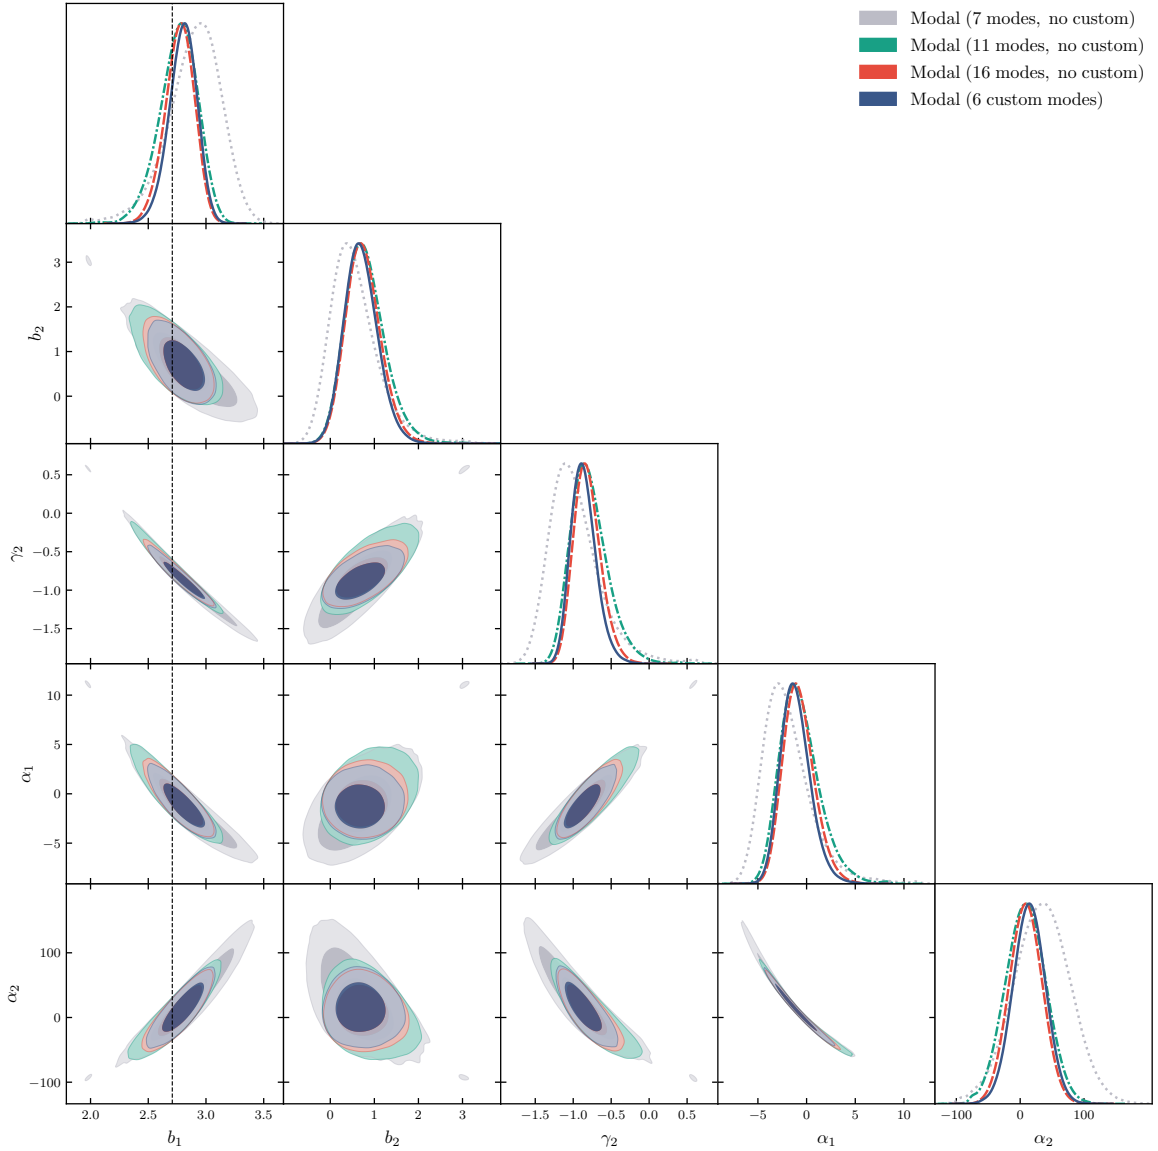 Modal (7 modes, no custom)
Modal (11 modes, no custom)
Modal (16 modes, no custom)
Modal (6 custom modes)
b₂
3
2
1
0
γ₂
0.5
0.0
−0.5
−1.0
−1.5
α₁
10
5
0
−5
α₂
100
0
−100
2.0 2.5 3.0 3.5
0 1 2 3
−1.5 −1.0 −0.5 0.0 0.5
−5 0 5 10
−100 0 100
b₁ b₂ γ₂ α₁ α₂